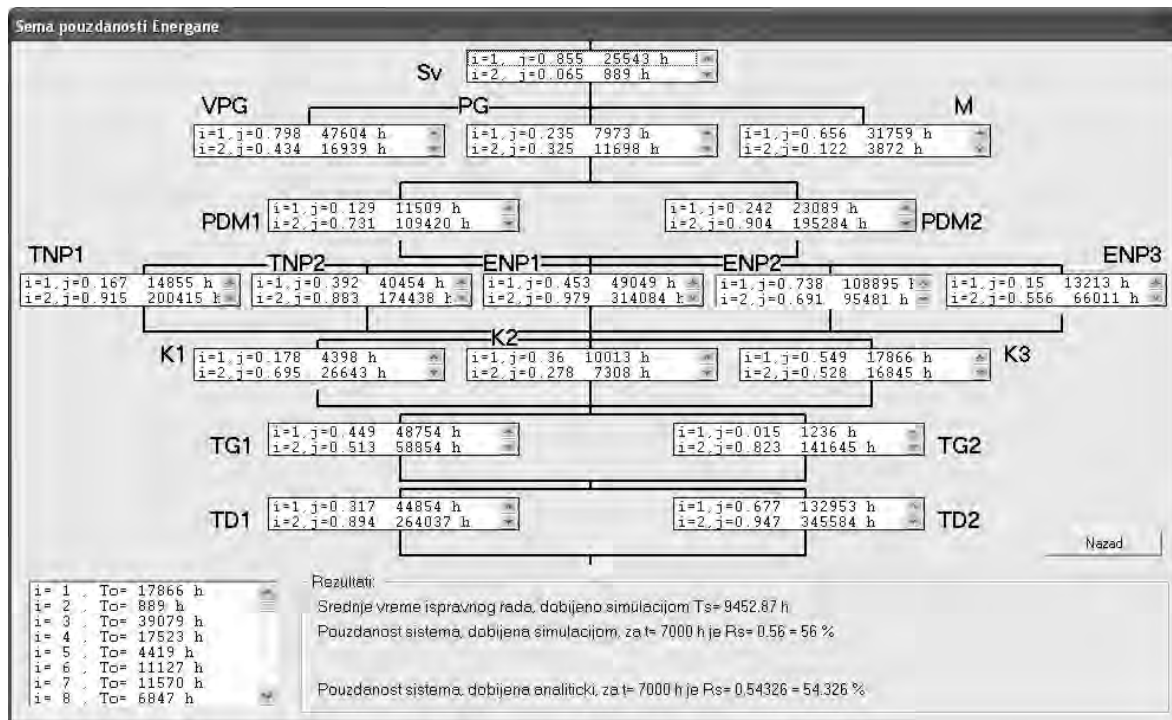 Sema pouzdanosti Energane
Sv
i=1, j=0.855 25543 h
i=2, j=0.065 889 h
VPG
PG
M
i=1,j=0.798 47604 h
i=2,j=0.434 16939 h
i=1,j=0.235 7973 h
i=2,j=0.325 11698 h
i=1,j=0.656 31759 h
i=2,j=0.122 3872 h
PDM1
i=1,j=0.129 11509 h
i=2,j=0.731 109420 h
i=1,j=0.242 23089 h
i=2,j=0.904 195284 h
PDM2
TNP1
TNP2
ENP1
ENP2
ENP3
i=1,j=0.167 14855 h
i=2,j=0.915 200415 h
i=1,j=0.392 40454 h
i=2,j=0.883 174438 h
i=1,j=0.453 49049 h
i=2,j=0.979 314084 h
i=1,j=0.738 108895 h
i=2,j=0.691 95481 h
i=1,j=0.15 13213 h
i=2,j=0.556 66011 h
K1
K2
K3
i=1,j=0.178 4398 h
i=2,j=0.695 26643 h
i=1,j=0.36 10013 h
i=2,j=0.278 7308 h
i=1,j=0.549 17866 h
i=2,j=0.528 16845 h
TG1
i=1,j=0.449 48754 h
i=2,j=0.513 58854 h
i=1,j=0.015 1236 h
i=2,j=0.823 141645 h
TG2
TD1
i=1,j=0.317 44854 h
i=2,j=0.894 264037 h
i=1,j=0.677 132953 h
i=2,j=0.947 345584 h
TD2
Nazad
i= 1 , To= 17866 h
i= 2 , To= 889 h
i= 3 , To= 39079 h
i= 4 , To= 17523 h
i= 5 , To= 4419 h
i= 6 , To= 11127 h
i= 7 , To= 11570 h
i= 8 , To= 6847 h
Rezultati:
Srednje vreme ispravnog rada, dobijeno simulacijom Ts= 9452.87 h
Pouzdanost sistema, dobijena simulacijom, za t= 7000 h je Rs= 0.56 = 56 %
Pouzdanost sistema, dobijena analiticki, za t= 7000 h je Rs= 0,54326 = 54.326 %